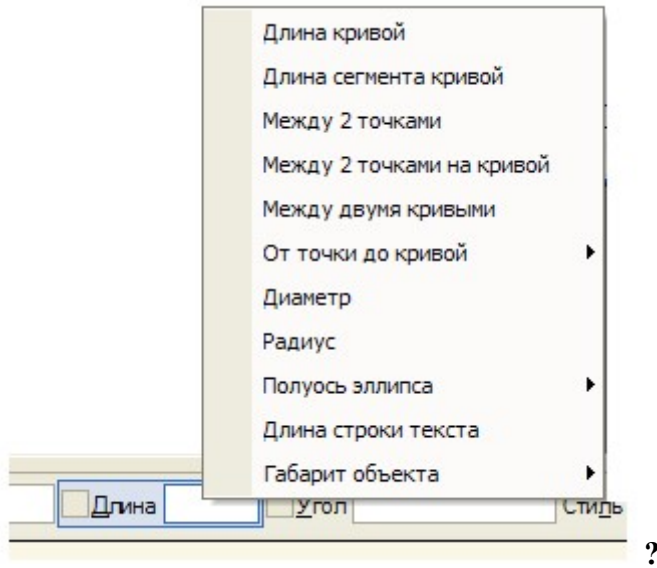 Длина кривой
Длина сегмента кривой
Между 2 точками
Между 2 точками на кривой
Между двумя кривыми
От точки до кривой
Диаметр
Радиус
Полуось эллипса
Длина строки текста
Габарит объекта
Длина Угол Стиль
?